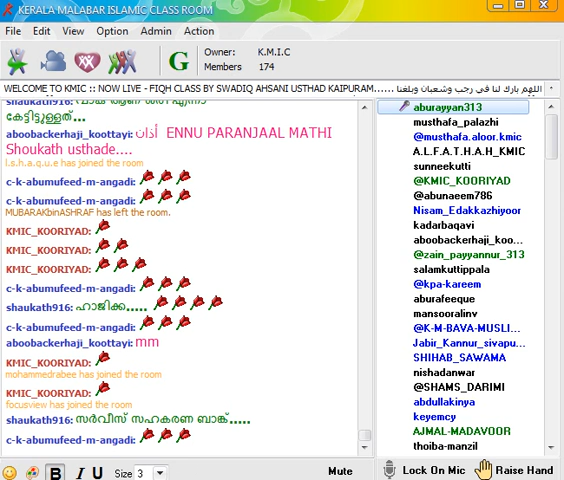 KERALA MALABAR ISLAMIC CLASS ROOM
File Edit View Options Admin Action
G Owner: K.M.I.C
Members 174
WELCOME TO KMIC :: NOW LIVE - FIQH CLASS BY SWADIQ AHSANI USTHAD KAIPURAM...... اللهم بارك لنا في رجب وشعبان وبلغنا
shaukath916:
കേട്ടിട്ടുള്ളത്...
aboobackerhaji_koottayi: ENNU PARANJAAL MATHI
Shoukath usthade....
l.s.h.a.q.u.e has joined the room
c-k-abumufeed-m-angadi:
c-k-abumufeed-m-angadi:
MUBARAKbinASHRAF has left the room.
KMIC_KOORIYAD:
KMIC_KOORIYAD:
KMIC_KOORIYAD:
c-k-abumufeed-m-angadi:
shaukath916: ഹാജിക്ക.....
c-k-abumufeed-m-angadi:
aboobackerhaji_koottayi: mm
KMIC_KOORIYAD:
mohammedrabee has joined the room
KMIC_KOORIYAD:
focusview has joined the room
shaukath916: സർവീസ് സഹകരണ ബാങ്ക്.....
c-k-abumufeed-m-angadi:
B I U Size 3 Mute
aburayyan313
musthafa_palazhi
@musthafa.aloor.kmic
A.L.F.A.T.H.A.H_KMIC
sunneekutti
@KMIC_KOORIYAD
@abunaeem786
Nisam_Edakkazhiyoor
kadarbaqavi
aboobackerhaji_koo...
@zain_payyannur_313
salamkuttippala
@kpa-kareem
aburafeeque
mansooralinv
@K-M-BAVA-MUSLI...
Jabir_Kannur_sivapu...
SHIHAB_SAWAMA
nishadanwar
@SHAMS_DARIMI
abdullakinya
keyemcy
AJMAL-MADAVOOR
thoiba-manzil
Lock On Mic Raise Hand